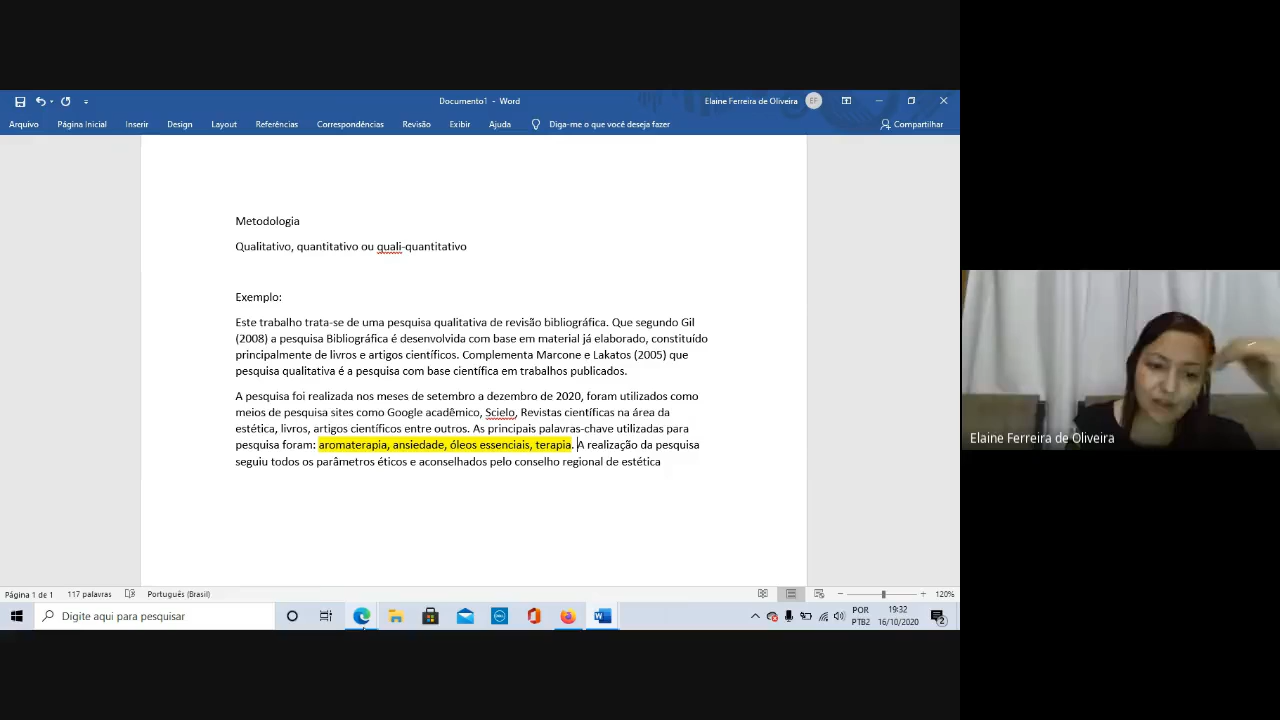 Documento1 - Word
Elaine Ferreira de Oliveira
EF
Arquivo
Página Inicial
Inserir
Design
Layout
Referências
Correspondências
Revisão
Exibir
Ajuda
Diga-me o que você deseja fazer
Compartilhar
Metodologia
Qualitativo, quantitativo ou quali-quantitativo
Exemplo:
Este trabalho trata-se de uma pesquisa qualitativa de revisão bibliográfica. Que segundo Gil
(2008) a pesquisa Bibliográfica é desenvolvida com base em material já elaborado, constituído
principalmente de livros e artigos científicos. Complementa Marcone e Lakatos (2005) que
pesquisa qualitativa é a pesquisa com base científica em trabalhos publicados.
A pesquisa foi realizada nos meses de setembro a dezembro de 2020, foram utilizados como
meios de pesquisa sites como Google acadêmico, Scielo, Revistas científicas na área da
estética, livros, artigos científicos entre outros. As principais palavras-chave utilizadas para
pesquisa foram: aromaterapia, ansiedade, óleos essenciais, terapia. A realização da pesquisa
seguiu todos os parâmetros éticos e aconselhados pelo conselho regional de estética
Elaine Ferreira de Oliveira
Página 1 de 1
117 palavras
Português (Brasil)
120%
Digite aqui para pesquisar
POR
PTB2
19:32
16/10/2020
2